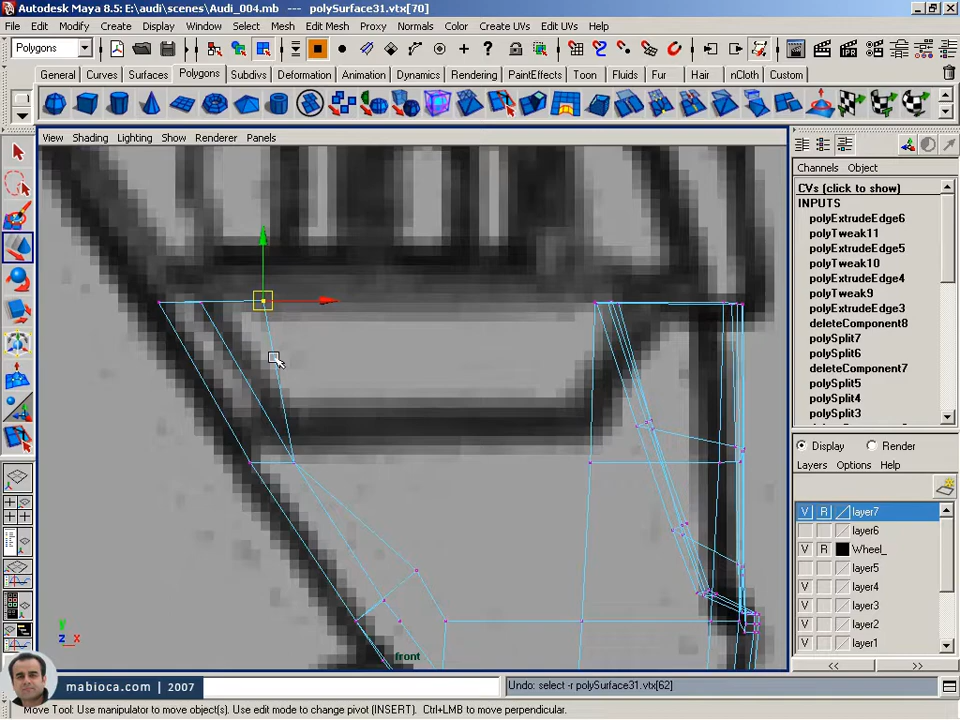 Autodesk Maya 8.5: E:\audi\scenes\Audi_004.mb --- polySurface31.vtx[70]
File Edit Modify Create Display Window Select Mesh Edit Mesh Proxy Normals Color Create UVs Edit UVs Help
Polygons
General Curves Surfaces Polygons Subdivs Deformation Animation Dynamics Rendering PaintEffects Toon Fluids Fur Hair nCloth Custom
View Shading Lighting Show Renderer Panels
Channels Object
CVs (click to show)
INPUTS
polyExtrudeEdge6
polyTweak11
polyExtrudeEdge5
polyTweak10
polyExtrudeEdge4
polyTweak9
polyExtrudeEdge3
deleteComponent8
polySplit7
polySplit6
deleteComponent7
polySplit5
polySplit4
polySplit3
deleteComponent6
Display Render
Layers Options Help
V R layer7
layer6
V R Wheel_
layer5
V layer4
V layer3
V layer2
V layer1
y
z x
front
<< >>
mabioca.com | 2007
Undo: select -r polySurface31.vtx[62]
Move Tool: Use manipulator to move object(s). Use edit mode to change pivot (INSERT). Ctrl+LMB to move perpendicular.